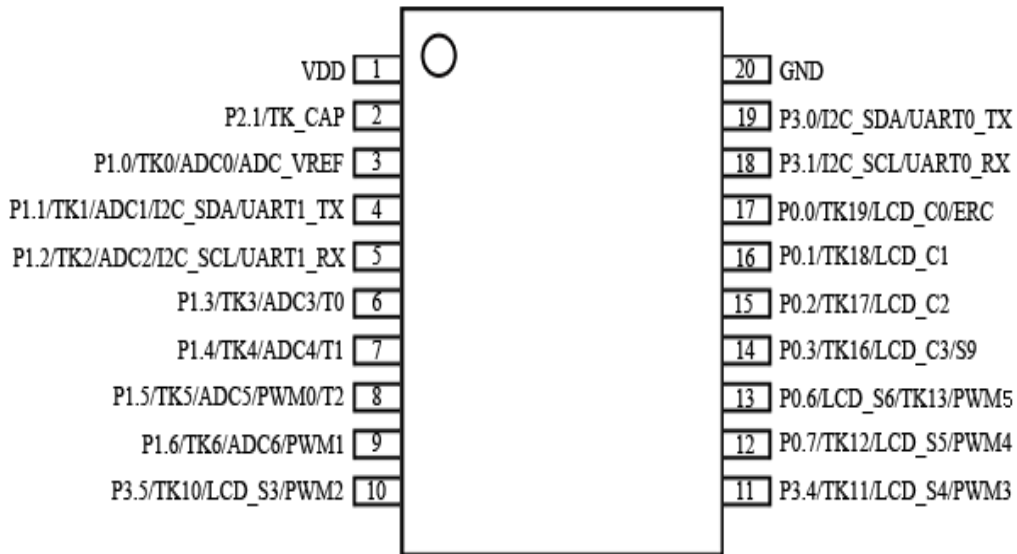 VDD 1 20 GND
P2.1/TK_CAP 2 19 P3.0/I2C_SDA/UART0_TX
P1.0/TK0/ADC0/ADC_VREF 3 18 P3.1/I2C_SCL/UART0_RX
P1.1/TK1/ADC1/I2C_SDA/UART1_TX 4 17 P0.0/TK19/LCD_C0/ERC
P1.2/TK2/ADC2/I2C_SCL/UART1_RX 5 16 P0.1/TK18/LCD_C1
P1.3/TK3/ADC3/T0 6 15 P0.2/TK17/LCD_C2
P1.4/TK4/ADC4/T1 7 14 P0.3/TK16/LCD_C3/S9
P1.5/TK5/ADC5/PWM0/T2 8 13 P0.6/LCD_S6/TK13/PWM5
P1.6/TK6/ADC6/PWM1 9 12 P0.7/TK12/LCD_S5/PWM4
P3.5/TK10/LCD_S3/PWM2 10 11 P3.4/TK11/LCD_S4/PWM3